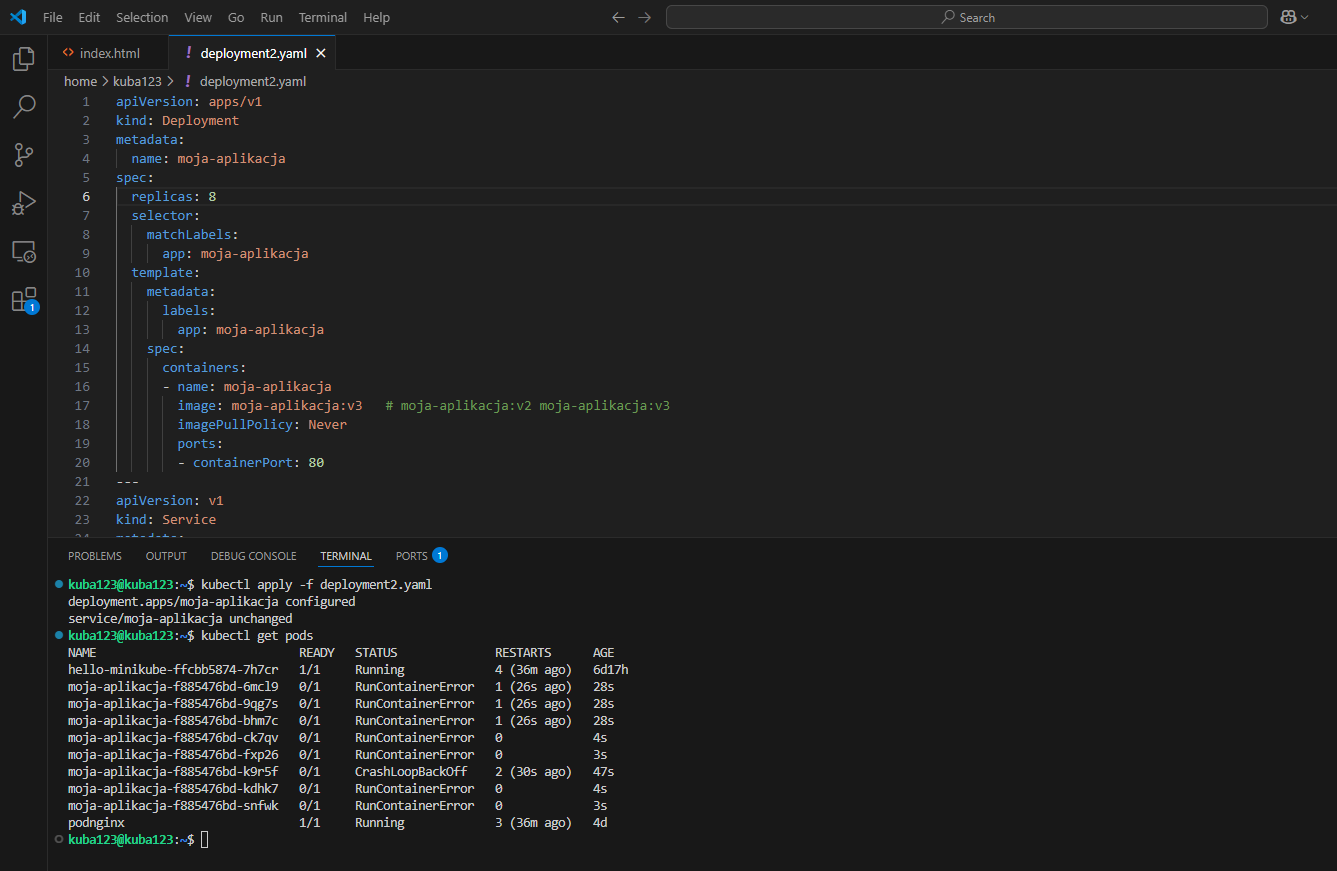 File Edit Selection View Go Run Terminal Help
Search
index.html
! deployment2.yaml
home > kuba123 > ! deployment2.yaml
1 apiVersion: apps/v1
2 kind: Deployment
3 metadata:
4 name: moja-aplikacja
5 spec:
6 replicas: 8
7 selector:
8 matchLabels:
9 app: moja-aplikacja
10 template:
11 metadata:
12 labels:
13 app: moja-aplikacja
14 spec:
15 containers:
16 - name: moja-aplikacja
17 image: moja-aplikacja:v3 # moja-aplikacja:v2 moja-aplikacja:v3
18 imagePullPolicy: Never
19 ports:
20 - containerPort: 80
21 ---
22 apiVersion: v1
23 kind: Service
1
PROBLEMS OUTPUT DEBUG CONSOLE TERMINAL PORTS 1
kuba123@kuba123:~$ kubectl apply -f deployment2.yaml
deployment.apps/moja-aplikacja configured
service/moja-aplikacja unchanged
kuba123@kuba123:~$ kubectl get pods
NAME READY STATUS RESTARTS AGE
hello-minikube-ffcbb5874-7h7cr 1/1 Running 4 (36m ago) 6d17h
moja-aplikacja-f885476bd-6mcl9 0/1 RunContainerError 1 (26s ago) 28s
moja-aplikacja-f885476bd-9qg7s 0/1 RunContainerError 1 (26s ago) 28s
moja-aplikacja-f885476bd-bhm7c 0/1 RunContainerError 1 (26s ago) 28s
moja-aplikacja-f885476bd-ck7qv 0/1 RunContainerError 0 4s
moja-aplikacja-f885476bd-fxp26 0/1 RunContainerError 0 3s
moja-aplikacja-f885476bd-k9r5f 0/1 CrashLoopBackOff 2 (30s ago) 47s
moja-aplikacja-f885476bd-kdhk7 0/1 RunContainerError 0 4s
moja-aplikacja-f885476bd-snfwk 0/1 RunContainerError 0 3s
podnginx 1/1 Running 3 (36m ago) 4d
kuba123@kuba123:~$